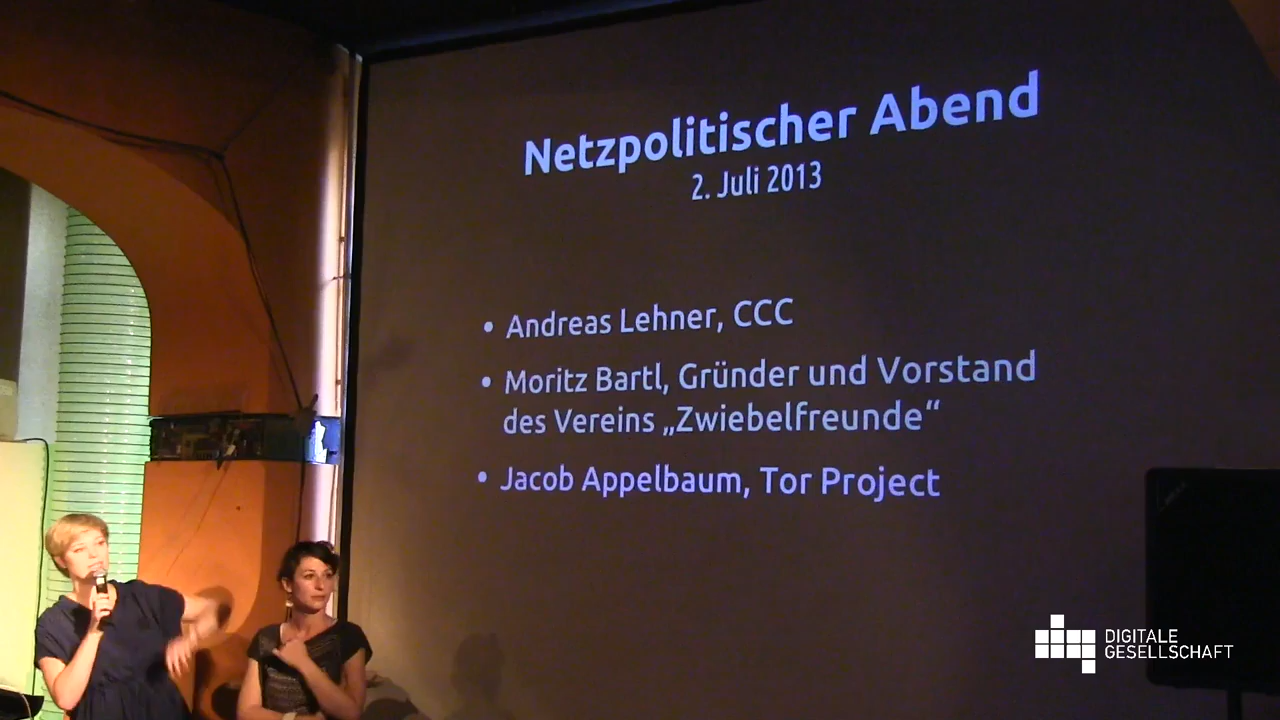 Netzpolitischer Abend
2. Juli 2013
• Andreas Lehner, CCC
• Moritz Bartl, Gründer und Vorstand
des Vereins „Zwiebelfreunde“
• Jacob Appelbaum, Tor Project
DIGITALE
GESELLSCHAFT